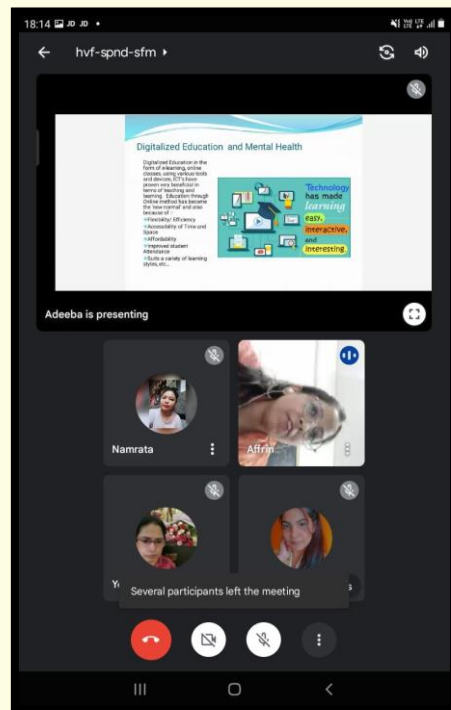 18:14 JD JD •
hvf-spnd-sfm
Digitalized Education and Mental Health
Digitalized Education in the
form of elearning, online
classes, using various tools
and devices, ICT's have
proven very beneficial in
terms of teaching and
learning. Education through
Online method has become
the 'new normal' and also
because of :-
Flexibility/ Efficiency
Accessability of Time and
Space
Affordability
Improved student
Attendance
Suits a variety of learning
styles, etc..
Technology
has made
learning
easy,
interactive,
and
interesting.
Adeeba is presenting
Namrata
Affrin
Several participants left the meeting